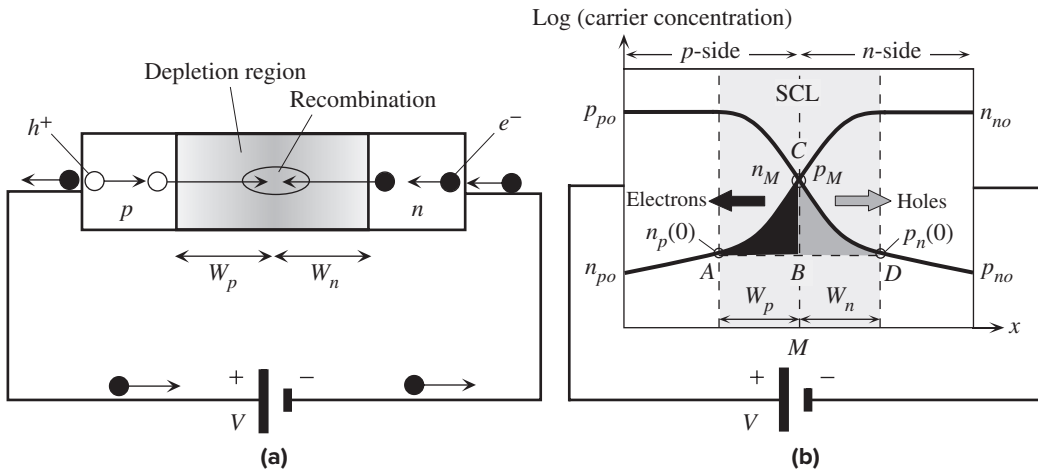 Depletion region
Recombination
h+
e−
p
n
Wp
Wn
+
−
V
(a)
Log (carrier concentration)
p-side
n-side
SCL
ppo
nno
C
nM
pM
Electrons
Holes
np(0)
pn(0)
npo
A
B
D
pno
Wp
Wn
x
M
+
−
V
(b)